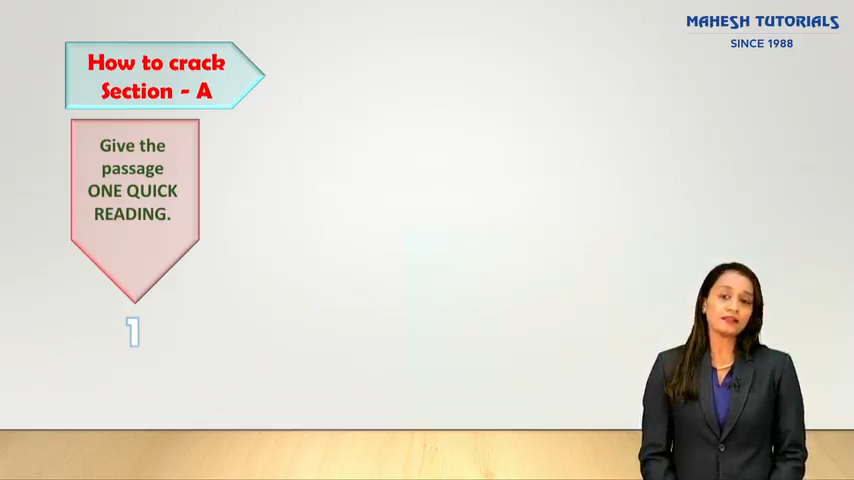 MAHESH TUTORIALS
SINCE 1988
How to crack
Section - A
Give the
passage
ONE QUICK
READING.
1